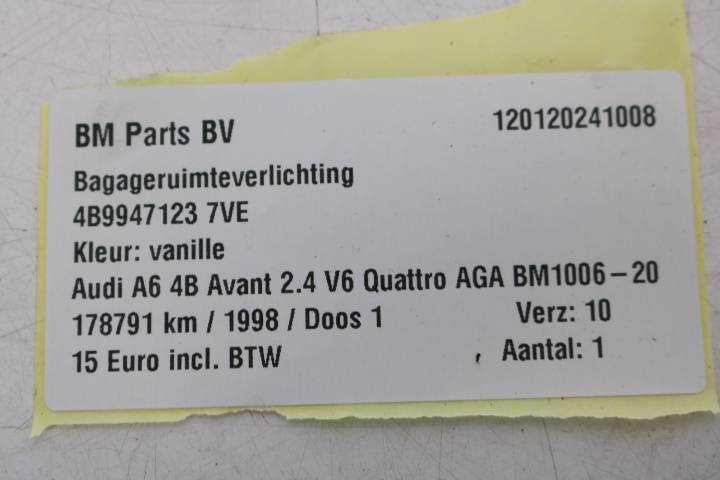 BM Parts BV 120120241008
Bagageruimteverlichting
4B9947123 7VE
Kleur: vanille
Audi A6 4B Avant 2.4 V6 Quattro AGA BM1006-20
178791 km / 1998 / Doos 1 Verz: 10
15 Euro incl. BTW Aantal: 1